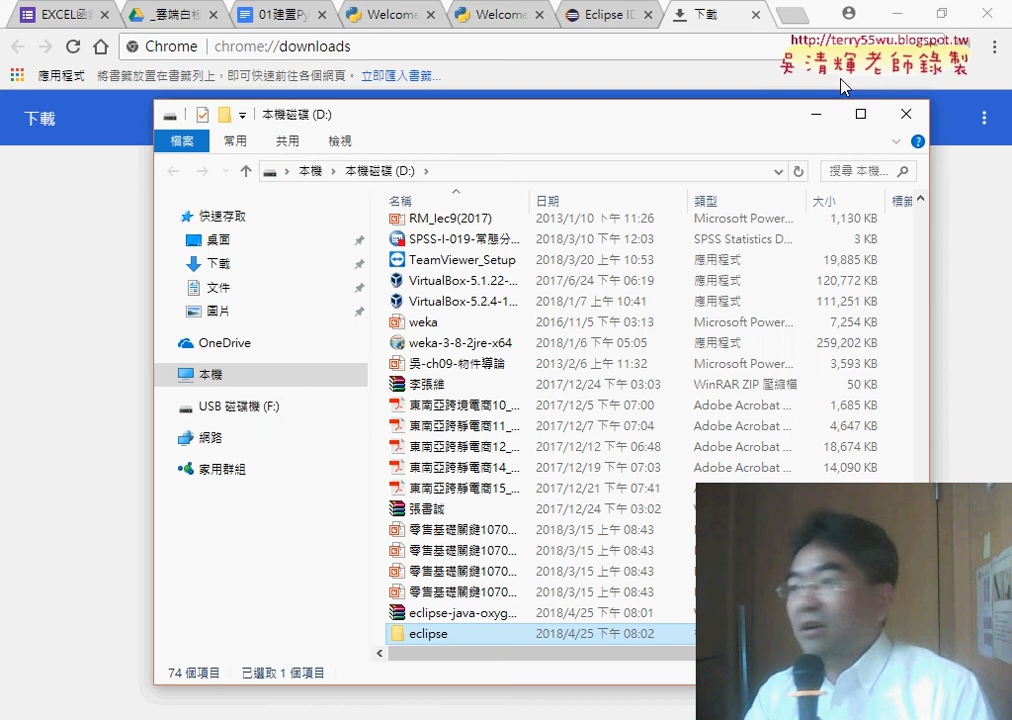 EXCEL函
_雲端白板
01建置Py
Welcome
Welcome
Eclipse ID
下載
Chrome
chrome://downloads
http://terry55wu.blogspot.tw
吳清輝老師錄製
應用程式
將書籤放置在書籤列上，即可快速前往各個網頁。
立即匯入書籤...
下載
本機磁碟 (D:)
檔案
常用
共用
檢視
本機
本機磁碟 (D:)
搜尋 本機...
快速存取
桌面
下載
文件
圖片
OneDrive
本機
USB 磁碟機 (F:)
網路
家用群組
名稱 日期 類型 大小 標籤
RM_lec9(2017) 2013/1/10 下午 11:26 Microsoft Power... 1,130 KB
SPSS-I-019-常態分... 2018/3/10 下午 12:03 SPSS Statistics D... 3 KB
TeamViewer_Setup 2018/3/20 上午 10:53 應用程式 19,885 KB
VirtualBox-5.1.22-... 2017/6/24 下午 06:19 應用程式 120,772 KB
VirtualBox-5.2.4-1... 2018/1/7 上午 10:41 應用程式 111,251 KB
weka 2016/11/5 下午 03:13 Microsoft Power... 7,254 KB
weka-3-8-2jre-x64 2018/1/6 下午 05:05 應用程式 259,202 KB
吳-ch09-物件導論 2013/2/6 上午 11:32 Microsoft Power... 3,593 KB
李張維 2017/12/24 下午 03:03 WinRAR ZIP 壓縮檔 50 KB
東南亞跨境電商10_... 2017/12/5 下午 07:00 Adobe Acrobat ... 1,685 KB
東南亞跨靜電商11_... 2017/12/7 下午 07:04 Adobe Acrobat ... 4,647 KB
東南亞跨靜電商12_... 2017/12/12 下午 06:48 Adobe Acrobat ... 18,674 KB
東南亞跨靜電商14_... 2017/12/19 下午 07:03 Adobe Acrobat ... 14,090 KB
東南亞跨靜電商15_... 2017/12/21 下午 07:41
張書誠 2017/12/24 下午 03:02
零售基礎關鍵1070... 2018/3/15 上午 08:43
零售基礎關鍵1070... 2018/3/15 上午 08:43
零售基礎關鍵1070... 2018/3/15 上午 08:43
零售基礎關鍵1070... 2018/3/15 上午 08:43
eclipse-java-oxyg... 2018/4/25 下午 08:01
eclipse 2018/4/25 下午 08:02
74 個項目
已選取 1 個項目